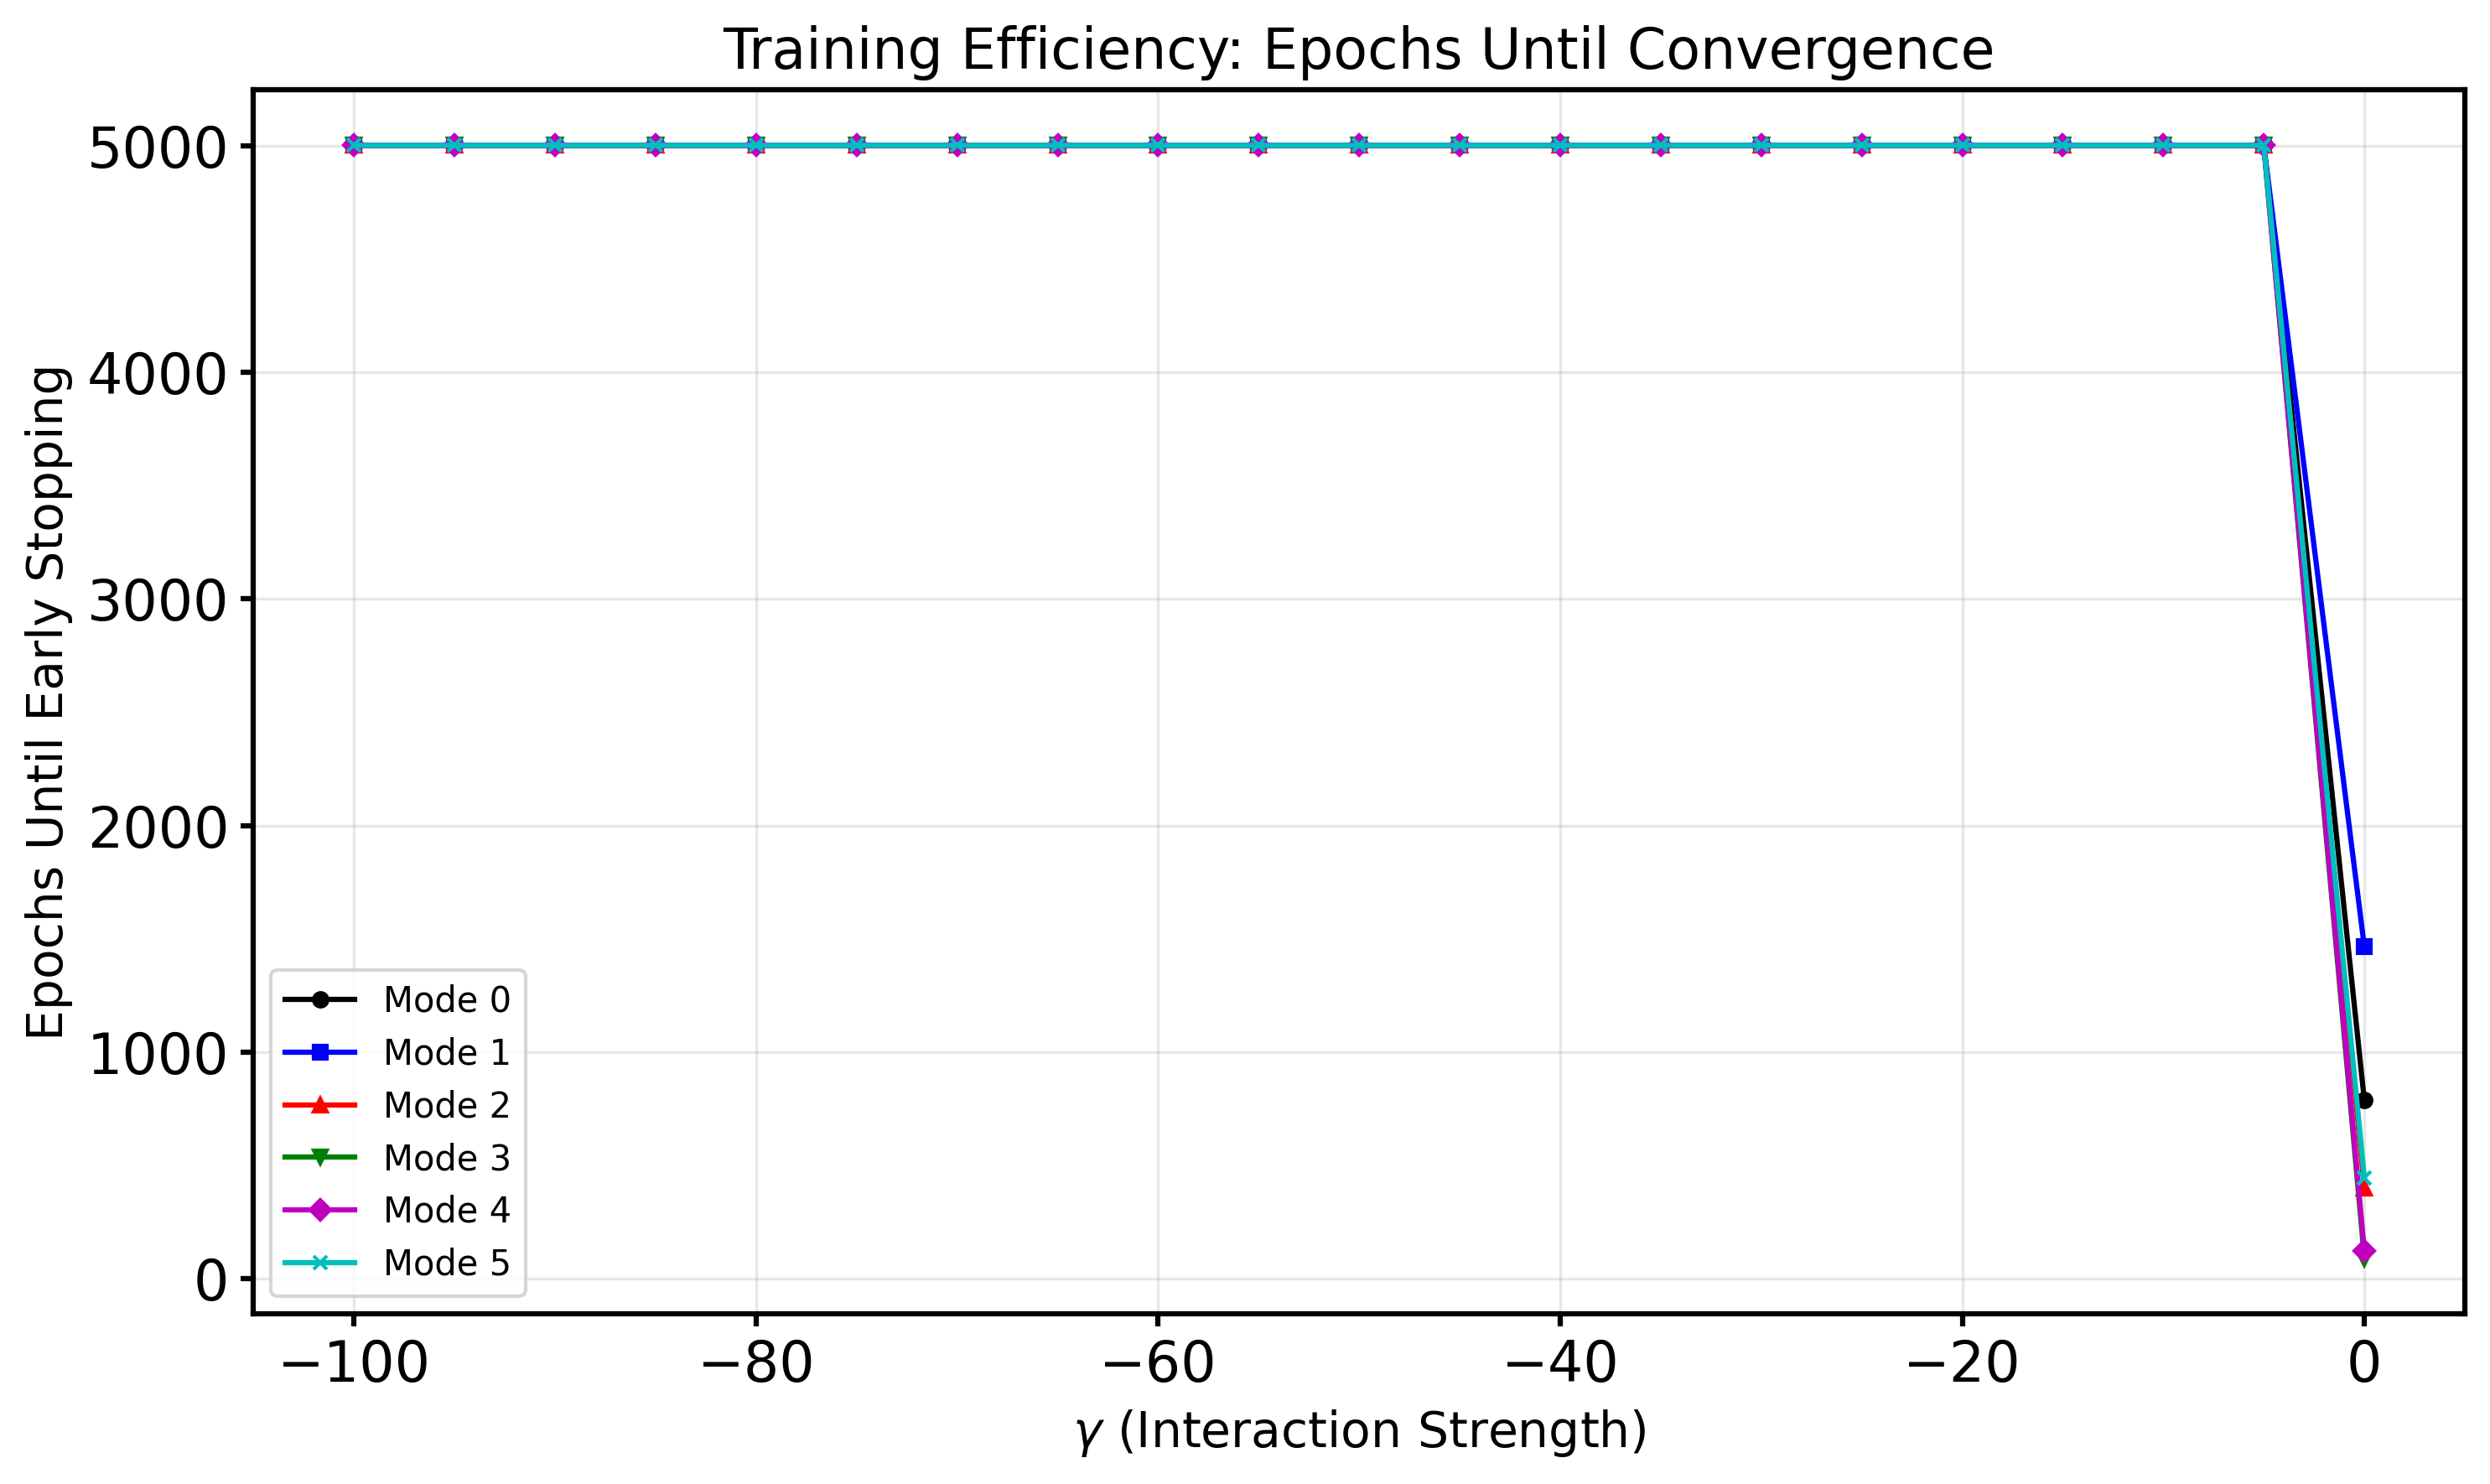 Training Efficiency: Epochs Until Convergence
Epochs Until Early Stopping
5000
4000
3000
2000
1000
0
Mode 0
Mode 1
Mode 2
Mode 3
Mode 4
Mode 5
−100
−80
−60
−40
−20
0
γ (Interaction Strength)